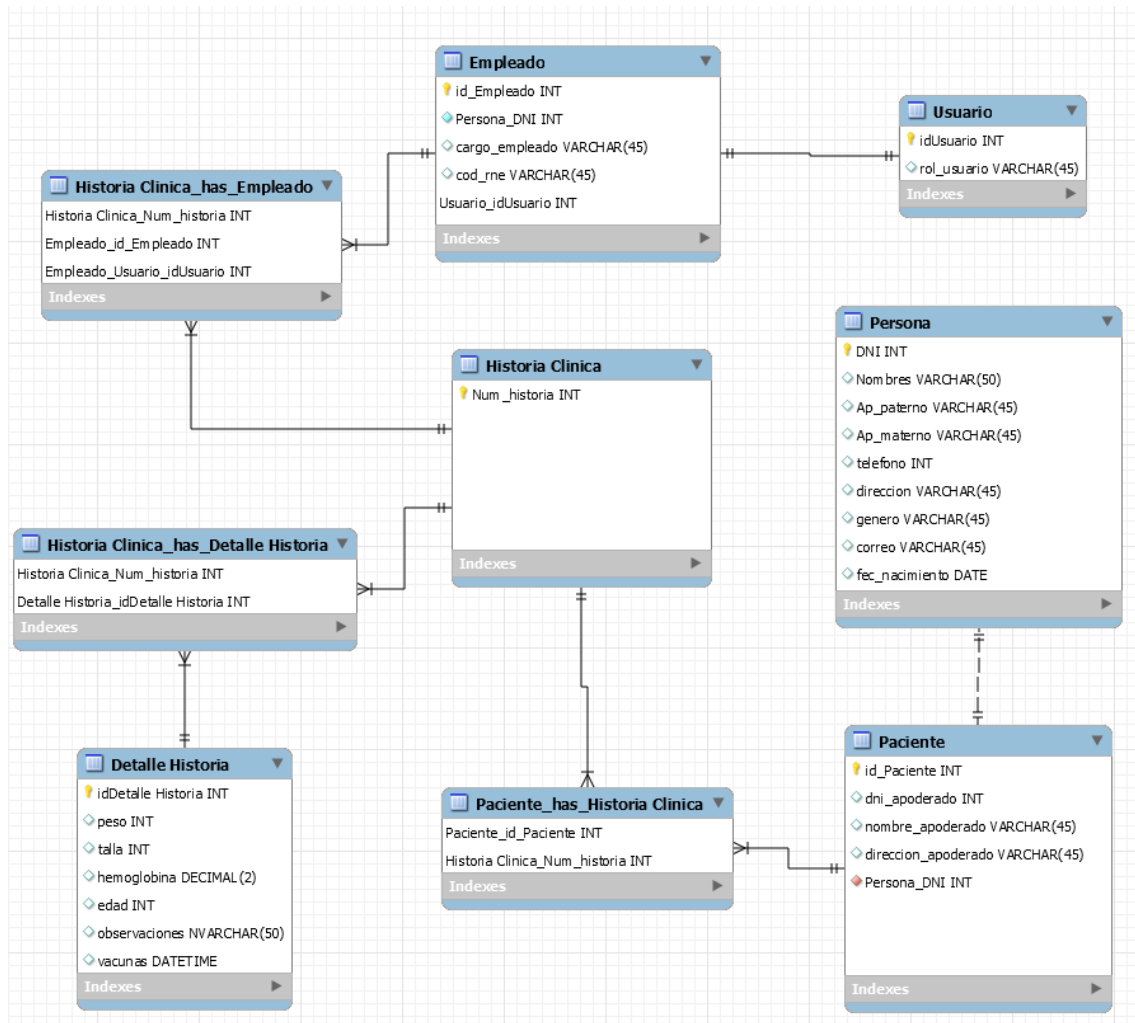 Empleado
id_Empleado INT
Persona_DNI INT
cargo_empleado VARCHAR(45)
cod_rne VARCHAR(45)
Usuario_idUsuario INT
Indexes
Usuario
idUsuario INT
rol_usuario VARCHAR(45)
Indexes
Historia Clinica_has_Empleado
Historia Clinica_Num_historia INT
Empleado_id_Empleado INT
Empleado_Usuario_idUsuario INT
Indexes
Persona
DNI INT
Nombres VARCHAR(50)
Ap_paterno VARCHAR(45)
Ap_materno VARCHAR(45)
telefono INT
direccion VARCHAR(45)
genero VARCHAR(45)
correo VARCHAR(45)
fec_nacimiento DATE
Indexes
Historia Clinica
Num_historia INT
Indexes
Historia Clinica_has_Detalle Historia
Historia Clinica_Num_historia INT
Detalle Historia_idDetalle Historia INT
Indexes
Detalle Historia
idDetalle Historia INT
peso INT
talla INT
hemoglobina DECIMAL(2)
edad INT
observaciones NVARCHAR(50)
vacunas DATETIME
Indexes
Paciente_has_Historia Clinica
Paciente_id_Paciente INT
Historia Clinica_Num_historia INT
Indexes
Paciente
id_Paciente INT
dni_apoderado INT
nombre_apoderado VARCHAR(45)
direccion_apoderado VARCHAR(45)
Persona_DNI INT
Indexes